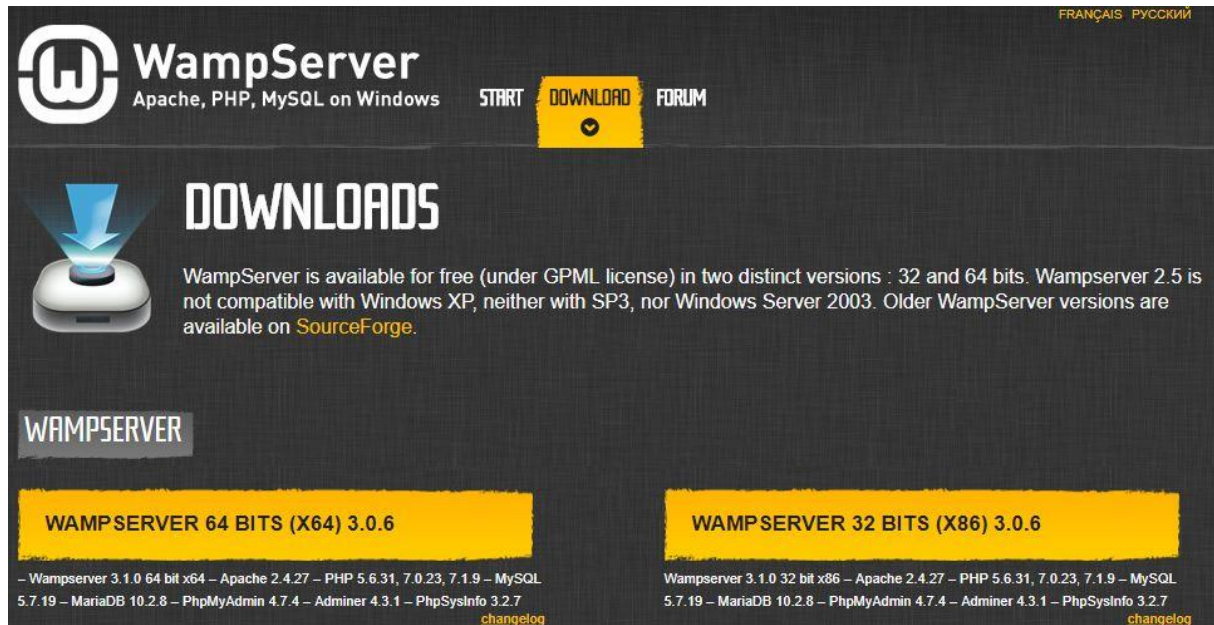 FRANÇAIS РУССКИЙ
WampServer
Apache, PHP, MySQL on Windows
START DOWNLOAD FORUM
DOWNLOADS
WampServer is available for free (under GPML license) in two distinct versions : 32 and 64 bits. Wampserver 2.5 is
not compatible with Windows XP, neither with SP3, nor Windows Server 2003. Older WampServer versions are
available on SourceForge.
WAMPSERVER
WAMPSERVER 64 BITS (X64) 3.0.6
– Wampserver 3.1.0 64 bit x64 – Apache 2.4.27 – PHP 5.6.31, 7.0.23, 7.1.9 – MySQL
5.7.19 – MariaDB 10.2.8 – PhpMyAdmin 4.7.4 – Adminer 4.3.1 – PhpSysInfo 3.2.7
changelog
WAMPSERVER 32 BITS (X86) 3.0.6
Wampserver 3.1.0 32 bit x86 – Apache 2.4.27 – PHP 5.6.31, 7.0.23, 7.1.9 – MySQL
5.7.19 – MariaDB 10.2.8 – PhpMyAdmin 4.7.4 – Adminer 4.3.1 – PhpSysInfo 3.2.7
changelog